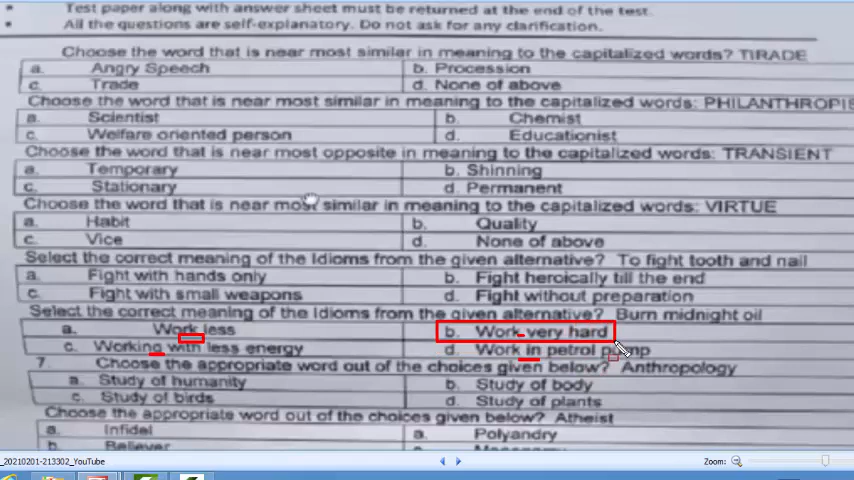 • Test paper along with answer sheet must be returned at the end of the test.
• All the questions are self-explanatory. Do not ask for any clarification.
Choose the word that is near most similar in meaning to the capitalized words? TIRADE
a. Angry Speech b. Procession
c. Trade d. None of above
Choose the word that is near most similar in meaning to the capitalized words: PHILANTHROPIS
a. Scientist b. Chemist
c. Welfare oriented person d. Educationist
Choose the word that is near most opposite in meaning to the capitalized words: TRANSIENT
a. Temporary b. Shinning
c. Stationary d. Permanent
Choose the word that is near most similar in meaning to the capitalized words: VIRTUE
a. Habit b. Quality
c. Vice d. None of above
Select the correct meaning of the Idioms from the given alternative? To fight tooth and nail
a. Fight with hands only b. Fight heroically till the end
c. Fight with small weapons d. Fight without preparation
Select the correct meaning of the Idioms from the given alternative? Burn midnight oil
a. Work less b. Work very hard
c. Working with less energy d. Work in petrol pump
7. Choose the appropriate word out of the choices given below? Anthropology
a. Study of humanity b. Study of body
c. Study of birds d. Study of plants
Choose the appropriate word out of the choices given below? Atheist
a. Infidel a. Polyandry
b. Believer
_20210201-213302_YouTube Zoom: